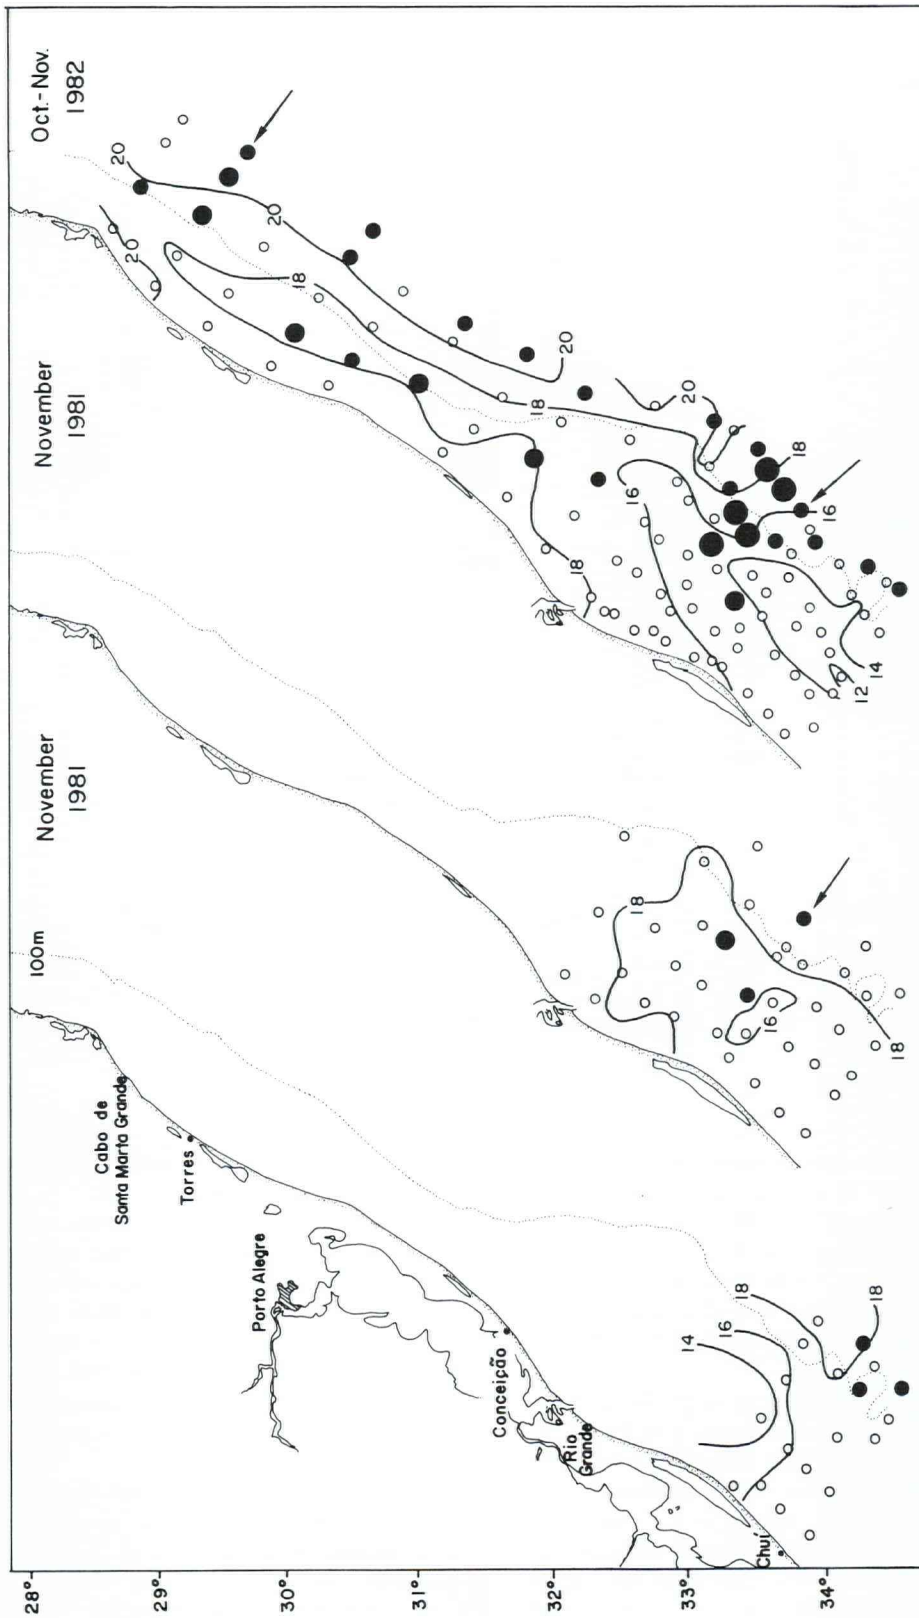 100m
November
1981
November
1981
Oct.-Nov.
1982
Cabo de
Santa Marta Grande
Torres
Porto Alegre
Conceição
Rio
Grande
Chuí
28°
29°
30°
31°
32°
33°
34°
14
16
18
18
18
16
18
20
20
20
18
20
20
18
18
16
18
16
14
12